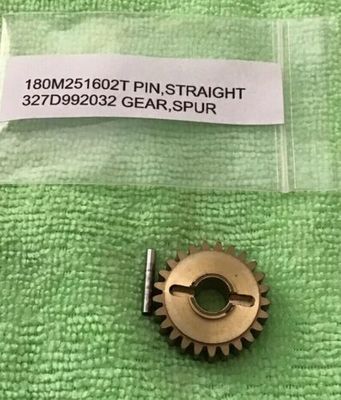 180M251602T PIN,STRAIGHT
327D992032 GEAR,SPUR